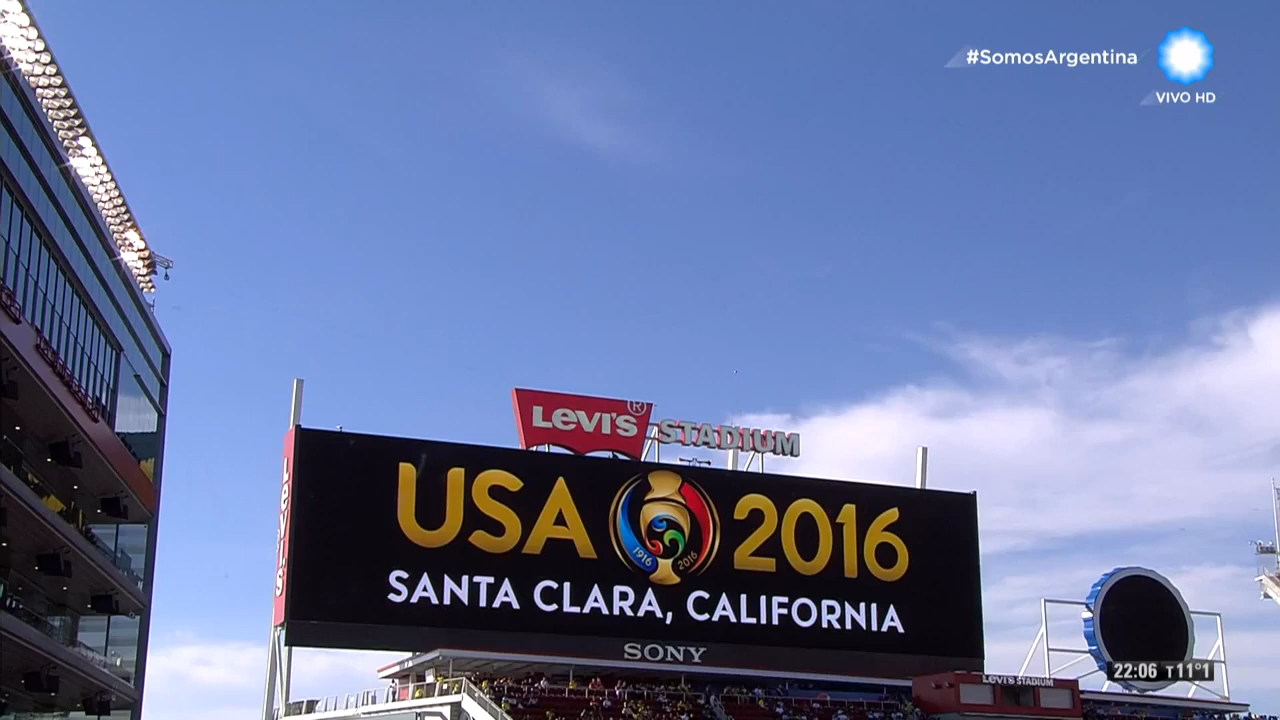 #SomosArgentina
VIVO HD
LEVI'S®
STADIUM
LEVI'S
USA 2016
1916 2016
SANTA CLARA, CALIFORNIA
SONY
LEVI'S STADIUM
22:06 T11°1